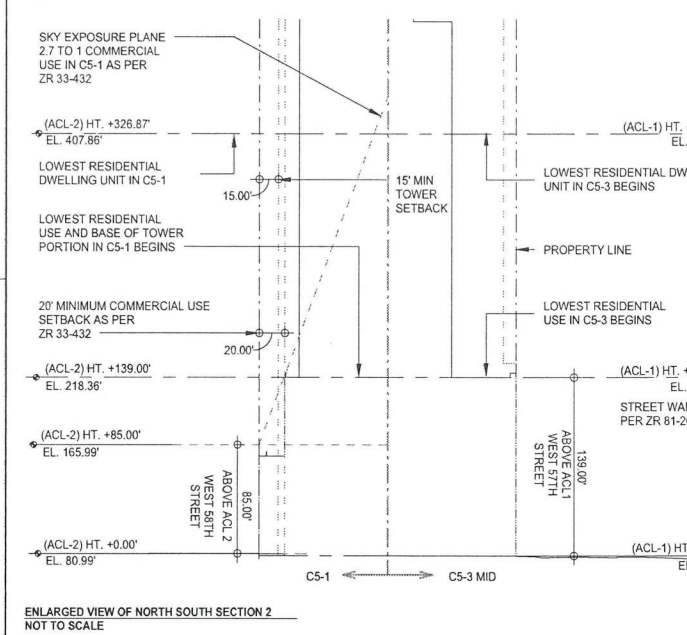 SKY EXPOSURE PLANE
2.7 TO 1 COMMERCIAL
USE IN C5-1 AS PER
ZR 33-432
(ACL-2) HT. +326.87'
EL. 407.86'
(ACL-1) HT.
EL.
LOWEST RESIDENTIAL
DWELLING UNIT IN C5-1
15.00'
15' MIN
TOWER
SETBACK
LOWEST RESIDENTIAL DW
UNIT IN C5-3 BEGINS
LOWEST RESIDENTIAL
USE AND BASE OF TOWER
PORTION IN C5-1 BEGINS
PROPERTY LINE
20' MINIMUM COMMERCIAL USE
SETBACK AS PER
ZR 33-432
20.00'
LOWEST RESIDENTIAL
USE IN C5-3 BEGINS
(ACL-2) HT. +139.00'
EL. 218.36'
(ACL-1) HT. +
EL.
STREET WA
PER ZR 81-2
(ACL-2) HT. +85.00'
EL. 165.99'
85.00'
ABOVE ACL 2
WEST 58TH
STREET
139.00'
ABOVE ACL1
WEST 57TH
STREET
(ACL-2) HT. +0.00'
EL. 80.99'
(ACL-1) HT
C5-1
C5-3 MID
ENLARGED VIEW OF NORTH SOUTH SECTION 2
NOT TO SCALE